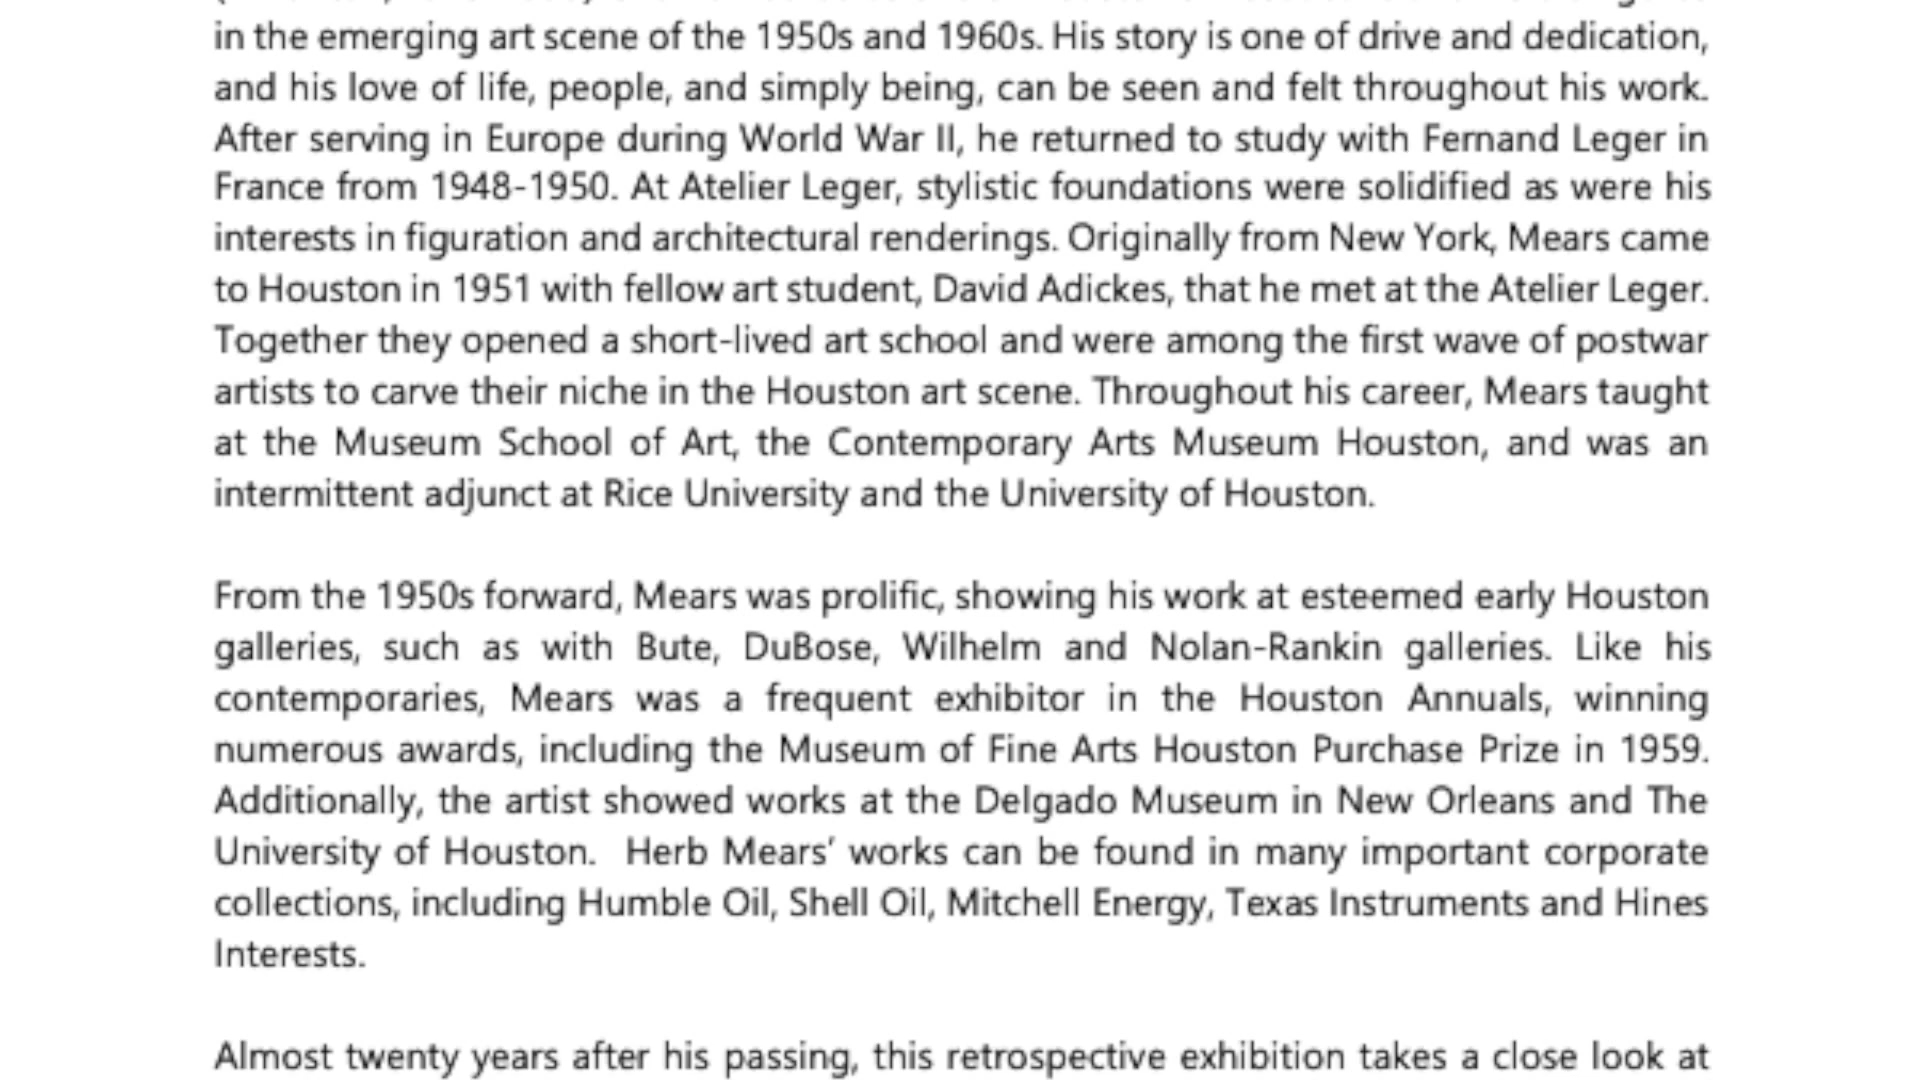 in the emerging art scene of the 1950s and 1960s. His story is one of drive and dedication,
and his love of life, people, and simply being, can be seen and felt throughout his work.
After serving in Europe during World War II, he returned to study with Fernand Leger in
France from 1948-1950. At Atelier Leger, stylistic foundations were solidified as were his
interests in figuration and architectural renderings. Originally from New York, Mears came
to Houston in 1951 with fellow art student, David Adickes, that he met at the Atelier Leger.
Together they opened a short-lived art school and were among the first wave of postwar
artists to carve their niche in the Houston art scene. Throughout his career, Mears taught
at the Museum School of Art, the Contemporary Arts Museum Houston, and was an
intermittent adjunct at Rice University and the University of Houston.
From the 1950s forward, Mears was prolific, showing his work at esteemed early Houston
galleries, such as with Bute, DuBose, Wilhelm and Nolan-Rankin galleries. Like his
contemporaries, Mears was a frequent exhibitor in the Houston Annuals, winning
numerous awards, including the Museum of Fine Arts Houston Purchase Prize in 1959.
Additionally, the artist showed works at the Delgado Museum in New Orleans and The
University of Houston.  Herb Mears’ works can be found in many important corporate
collections, including Humble Oil, Shell Oil, Mitchell Energy, Texas Instruments and Hines
Interests.
Almost twenty years after his passing, this retrospective exhibition takes a close look at